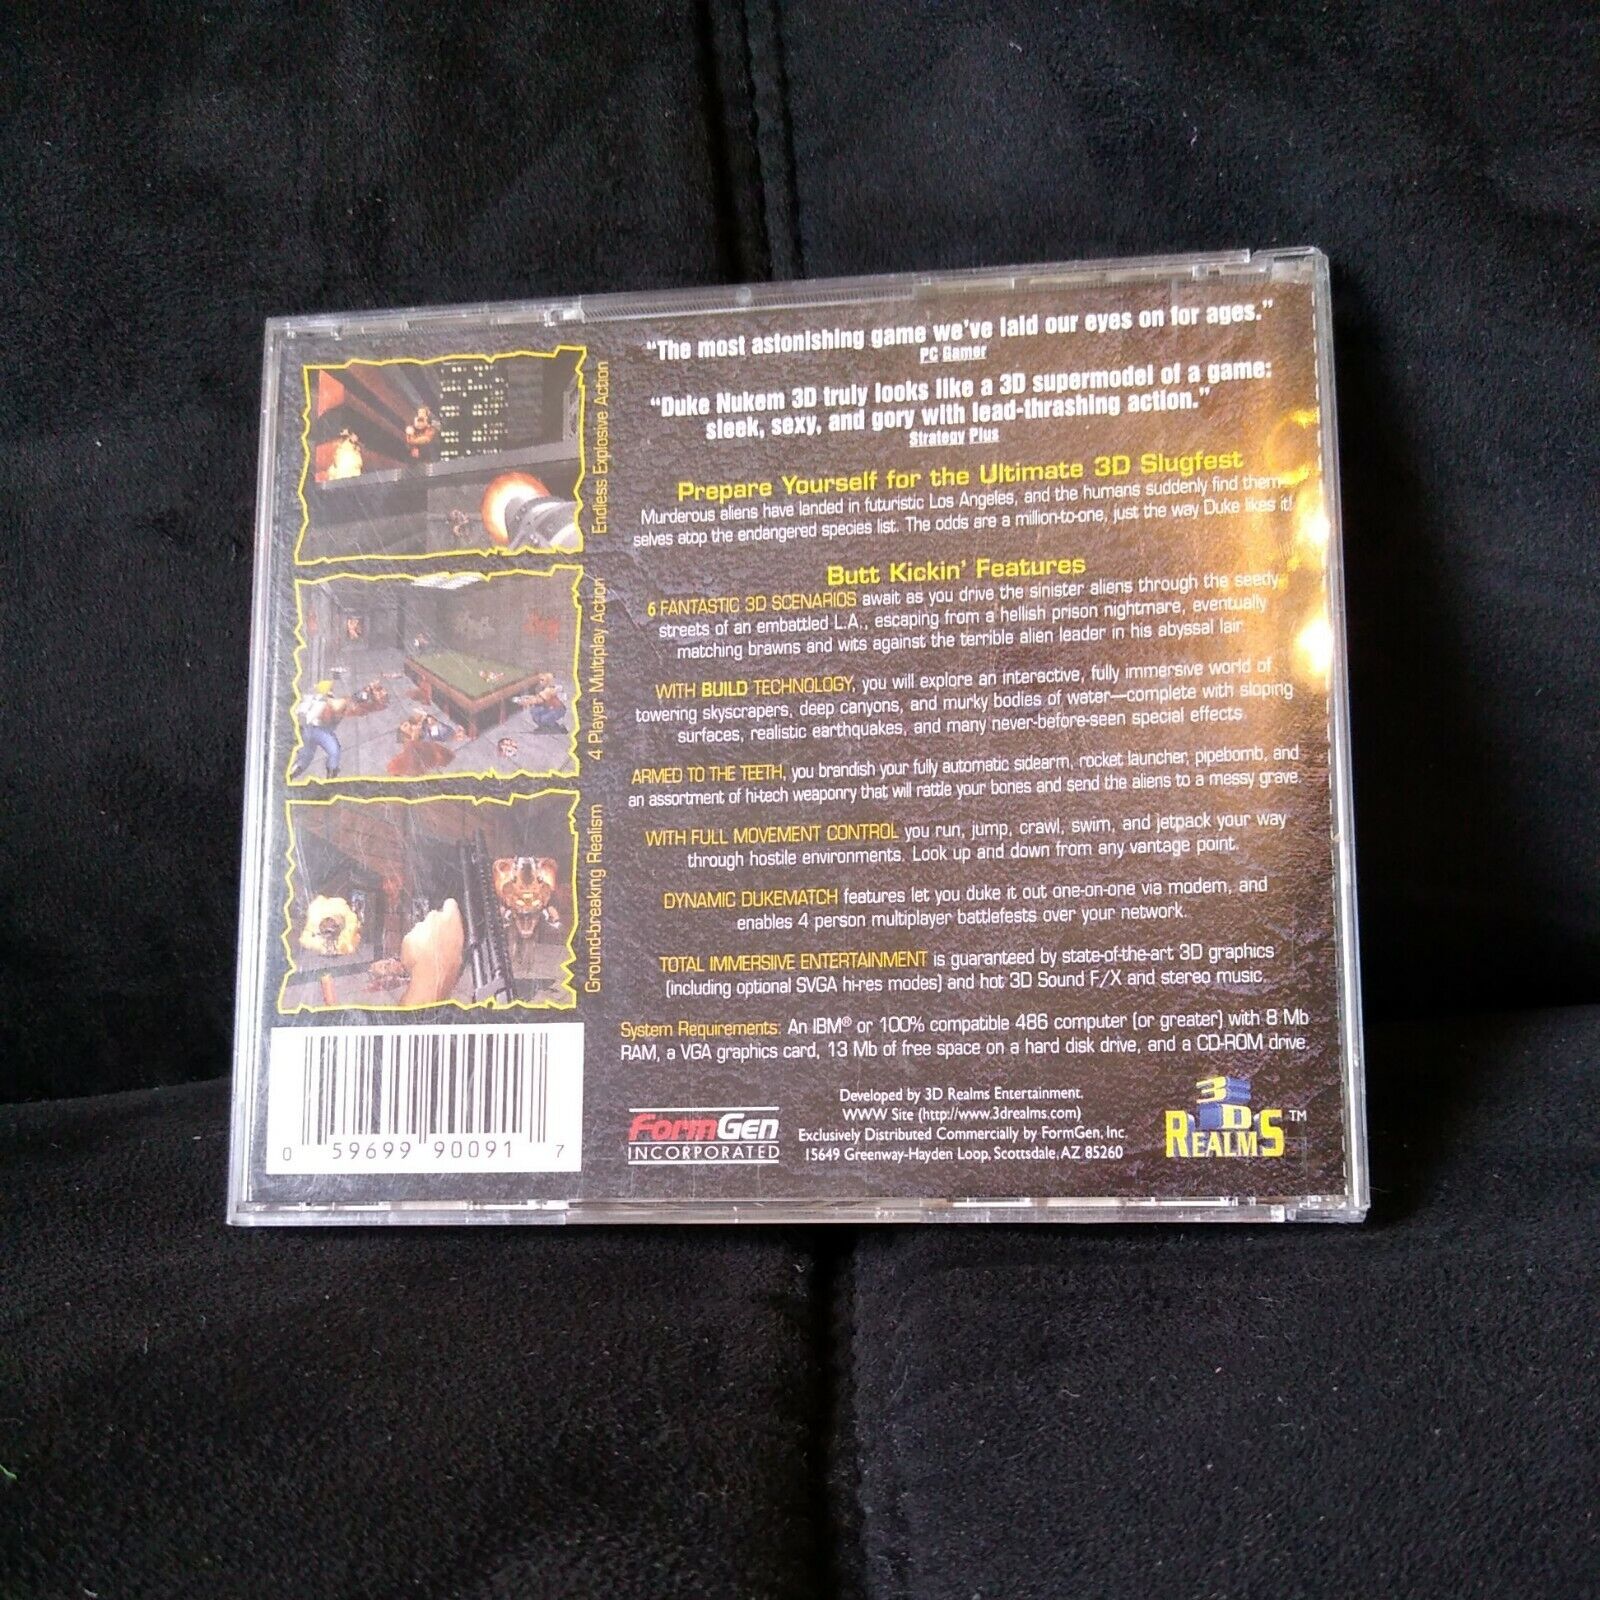 “The most astonishing game we’ve laid our eyes on for ages.”
PC Gamer
“Duke Nukem 3D truly looks like a 3D supermodel of a game:
sleek, sexy, and gory with lead-thrashing action.”
Strategy Plus
Prepare Yourself for the Ultimate 3D Slugfest
Murderous aliens have landed in futuristic Los Angeles, and the humans suddenly find them-
selves atop the endangered species list. The odds are a million-to-one, just the way Duke likes it!
Butt Kickin’ Features
6 FANTASTIC 3D SCENARIOS await as you drive the sinister aliens through the seedy
streets of an embattled L.A., escaping from a hellish prison nightmare, eventually
matching brawns and wits against the terrible alien leader in his abyssal lair.
WITH BUILD TECHNOLOGY, you will explore an interactive, fully immersive world of
towering skyscrapers, deep canyons, and murky bodies of water—complete with sloping
surfaces, realistic earthquakes, and many never-before-seen special effects.
ARMED TO THE TEETH, you brandish your fully automatic sidearm, rocket launcher, pipebomb, and
an assortment of hi-tech weaponry that will rattle your bones and send the aliens to a messy grave.
WITH FULL MOVEMENT CONTROL you run, jump, crawl, swim, and jetpack your way
through hostile environments. Look up and down from any vantage point.
DYNAMIC DUKEMATCH features let you duke it out one-on-one via modem, and
enables 4 person multiplayer battlefests over your network.
TOTAL IMMERSIIVE ENTERTAINMENT is guaranteed by state-of-the-art 3D graphics
(including optional SVGA hi-res modes) and hot 3D Sound F/X and stereo music.
System Requirements: An IBM® or 100% compatible 486 computer (or greater) with 8 Mb
RAM, a VGA graphics card, 13 Mb of free space on a hard disk drive, and a CD-ROM drive.
Endless Explosive Action
4 Player Multiplay Action
Ground-breaking Realism
0 59699 90091 7
FormGen
INCORPORATED
Developed by 3D Realms Entertainment.
WWW Site (http://www.3drealms.com)
Exclusively Distributed Commercially by FormGen, Inc.
15649 Greenway-Hayden Loop, Scottsdale, AZ 85260
3D
REALMS™